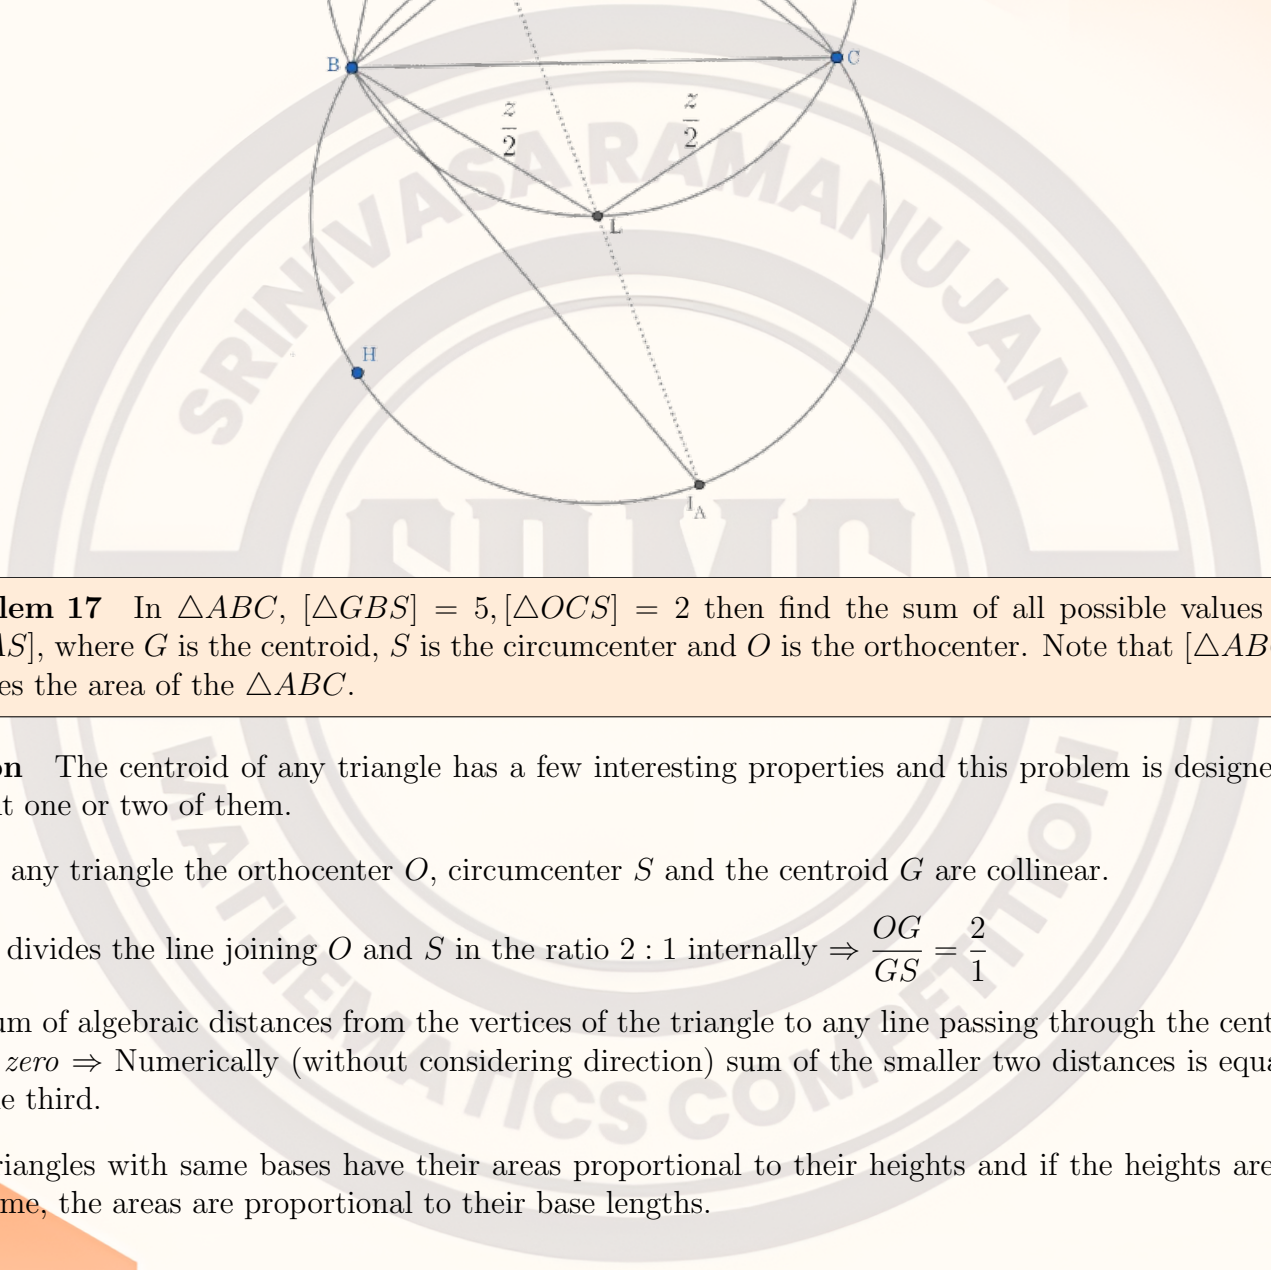 B
C
z
2
z
2
L
H
I_A
SRINIVASA RAMANUJAN
SRMC
lem 17 In △ABC, [△GBS] = 5, [△OCS] = 2 then find the sum of all possible values
AS], where G is the centroid, S is the circumcenter and O is the orthocenter. Note that [△AB
es the area of the △ABC.
on The centroid of any triangle has a few interesting properties and this problem is designe
t one or two of them.
any triangle the orthocenter O, circumcenter S and the centroid G are collinear.
divides the line joining O and S in the ratio 2 : 1 internally ⇒ OG/GS = 2/1
um of algebraic distances from the vertices of the triangle to any line passing through the cent
zero ⇒ Numerically (without considering direction) sum of the smaller two distances is equa
e third.
riangles with same bases have their areas proportional to their heights and if the heights are
me, the areas are proportional to their base lengths.
MATHEMATICS COMPETITION